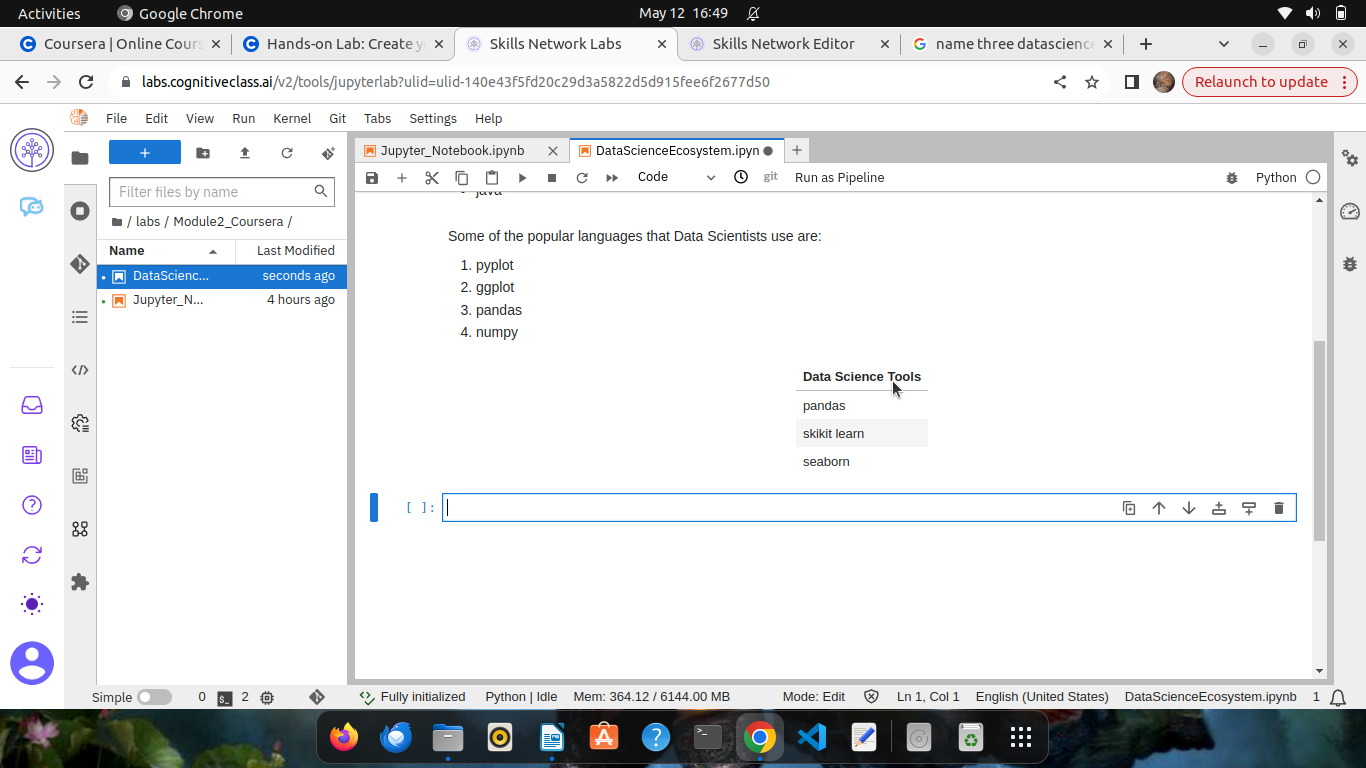 Activities Google Chrome May 12 16:49
Coursera | Online Cours Hands-on Lab: Create y Skills Network Labs Skills Network Editor name three datascienc
labs.cognitiveclass.ai/v2/tools/jupyterlab?ulid=ulid-140e43f5fd20c29d3a5822d5d915fee6f2677d50 Relaunch to update
File Edit View Run Kernel Git Tabs Settings Help
Jupyter_Notebook.ipynb DataScienceEcosystem.ipyn
Code git Run as Pipeline Python
Filter files by name
/ labs / Module2_Coursera /
Name Last Modified
DataScienc... seconds ago
Jupyter_N... 4 hours ago
java
Some of the popular languages that Data Scientists use are:
1. pyplot
2. ggplot
3. pandas
4. numpy
Data Science Tools
pandas
skikit learn
seaborn
[ ]:
Simple 0 2 Fully initialized Python | Idle Mem: 364.12 / 6144.00 MB Mode: Edit Ln 1, Col 1 English (United States) DataScienceEcosystem.ipynb 1